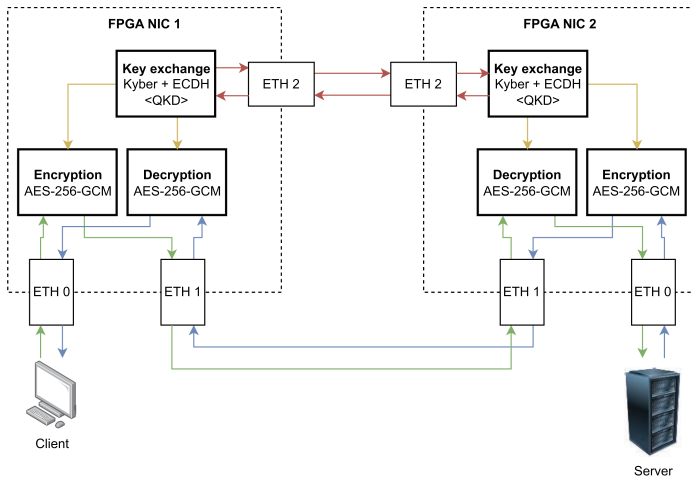 FPGA NIC 1
FPGA NIC 2
Key exchange
Kyber + ECDH
<QKD>
ETH 2
ETH 2
Key exchange
Kyber + ECDH
<QKD>
Encryption
AES-256-GCM
Decryption
AES-256-GCM
Decryption
AES-256-GCM
Encryption
AES-256-GCM
ETH 0
ETH 1
ETH 1
ETH 0
Client
Server